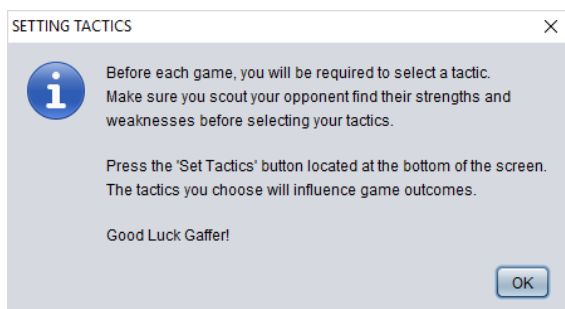 SETTING TACTICS
Before each game, you will be required to select a tactic.
Make sure you scout your opponent find their strengths and
weaknesses before selecting your tactics.
Press the 'Set Tactics' button located at the bottom of the screen.
The tactics you choose will influence game outcomes.
Good Luck Gaffer!
OK